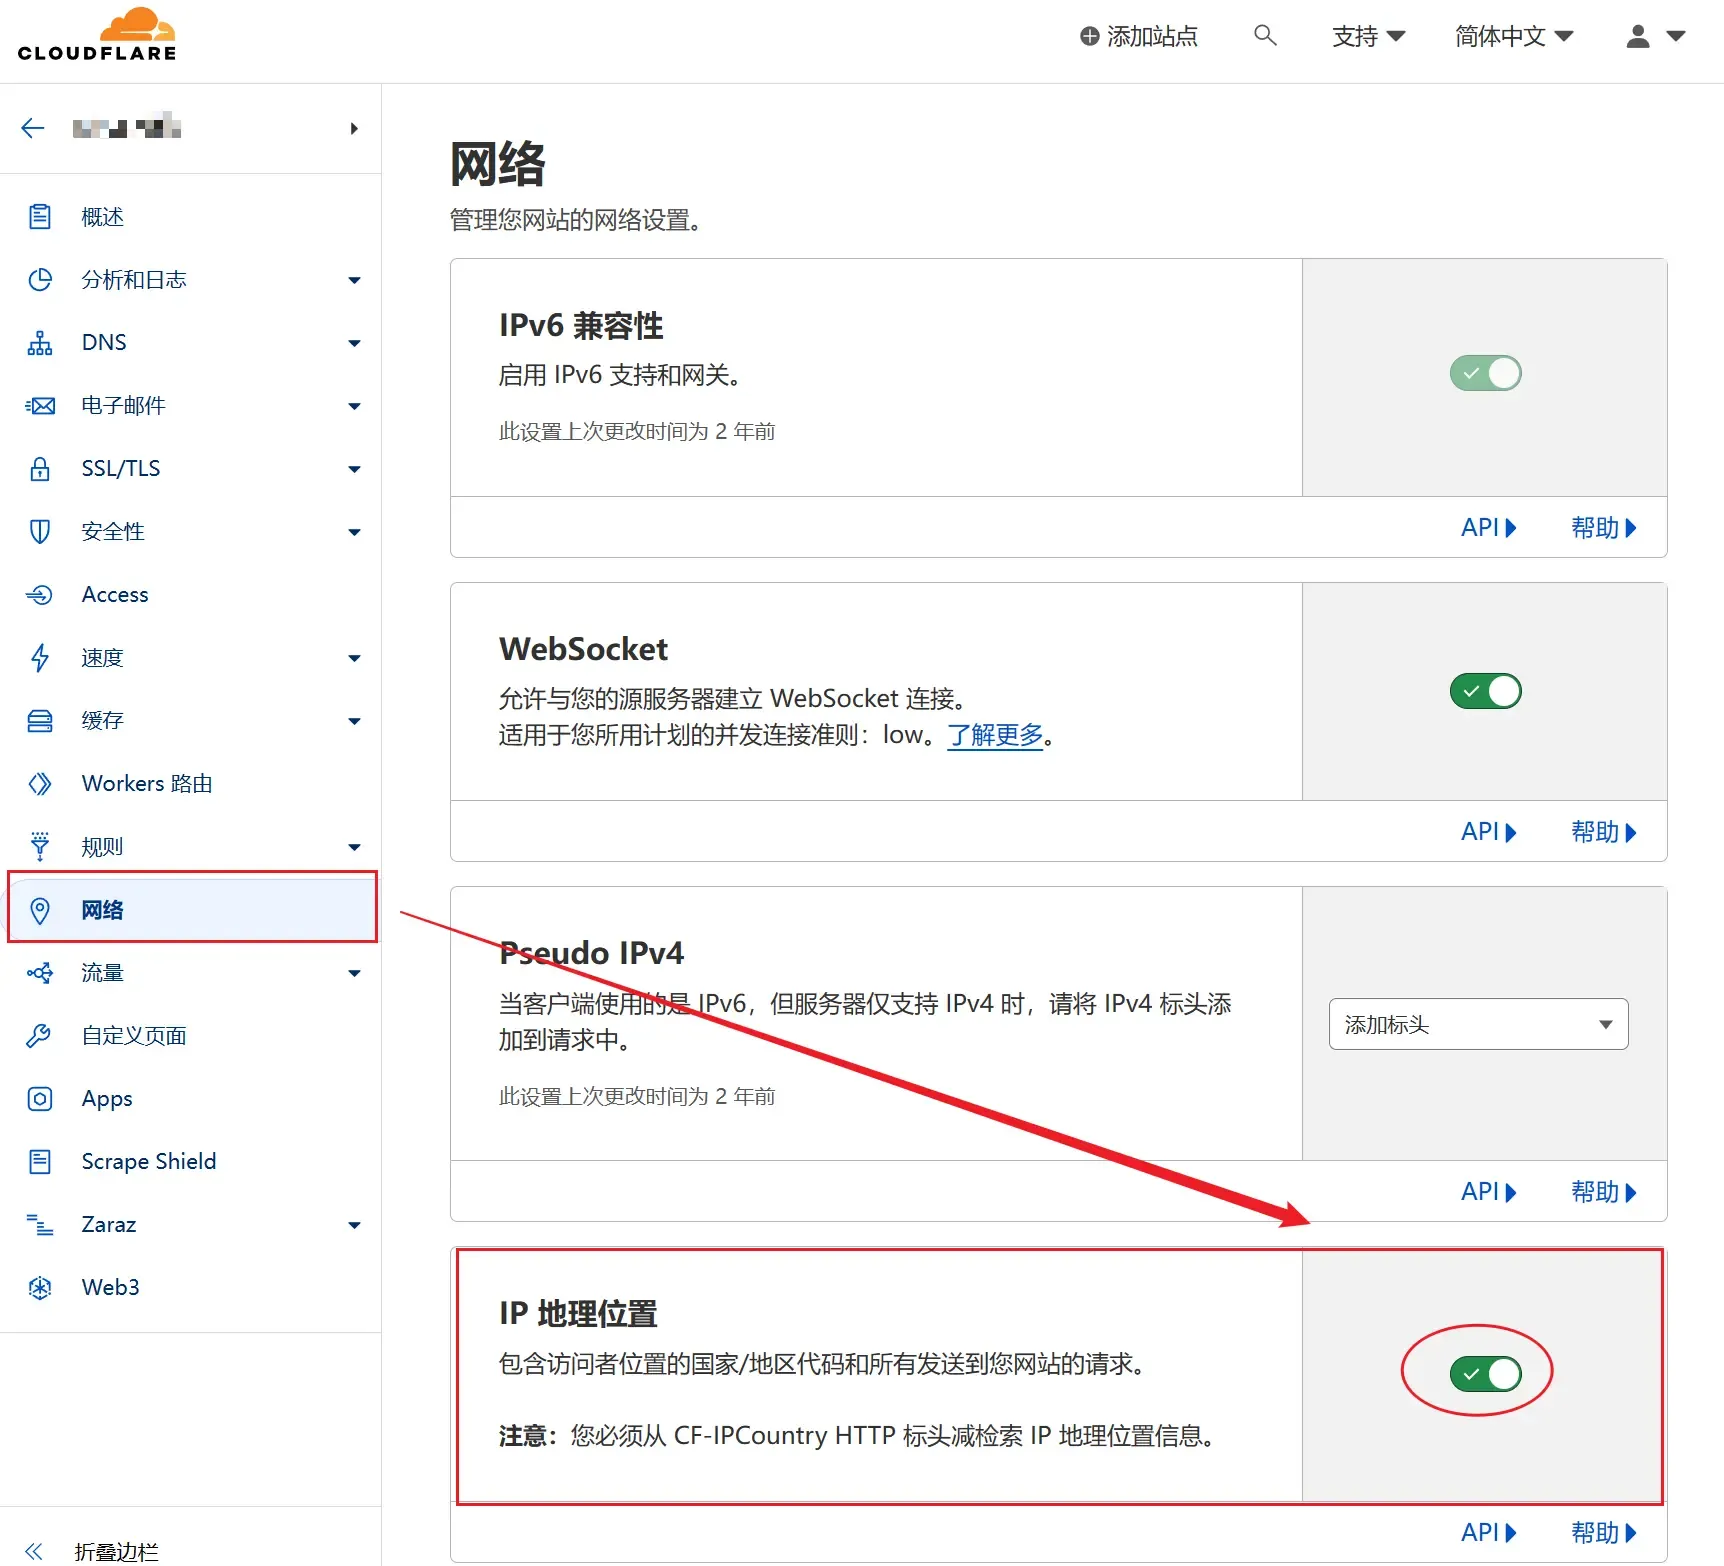 CLOUDFLARE
添加站点
支持
简体中文
概述
分析和日志
DNS
电子邮件
SSL/TLS
安全性
Access
速度
缓存
Workers 路由
规则
网络
流量
自定义页面
Apps
Scrape Shield
Zaraz
Web3
折叠边栏
网络
管理您网站的网络设置。
IPv6 兼容性
启用 IPv6 支持和网关。
此设置上次更改时间为 2 年前
API
帮助
WebSocket
允许与您的源服务器建立 WebSocket 连接。
适用于您所用计划的并发连接准则：low。了解更多。
API
帮助
Pseudo IPv4
当客户端使用的是 IPv6，但服务器仅支持 IPv4 时，请将 IPv4 标头添
加到请求中。
此设置上次更改时间为 2 年前
添加标头
API
帮助
IP 地理位置
包含访问者位置的国家/地区代码和所有发送到您网站的请求。
注意：您必须从 CF-IPCountry HTTP 标头减检索 IP 地理位置信息。
API
帮助